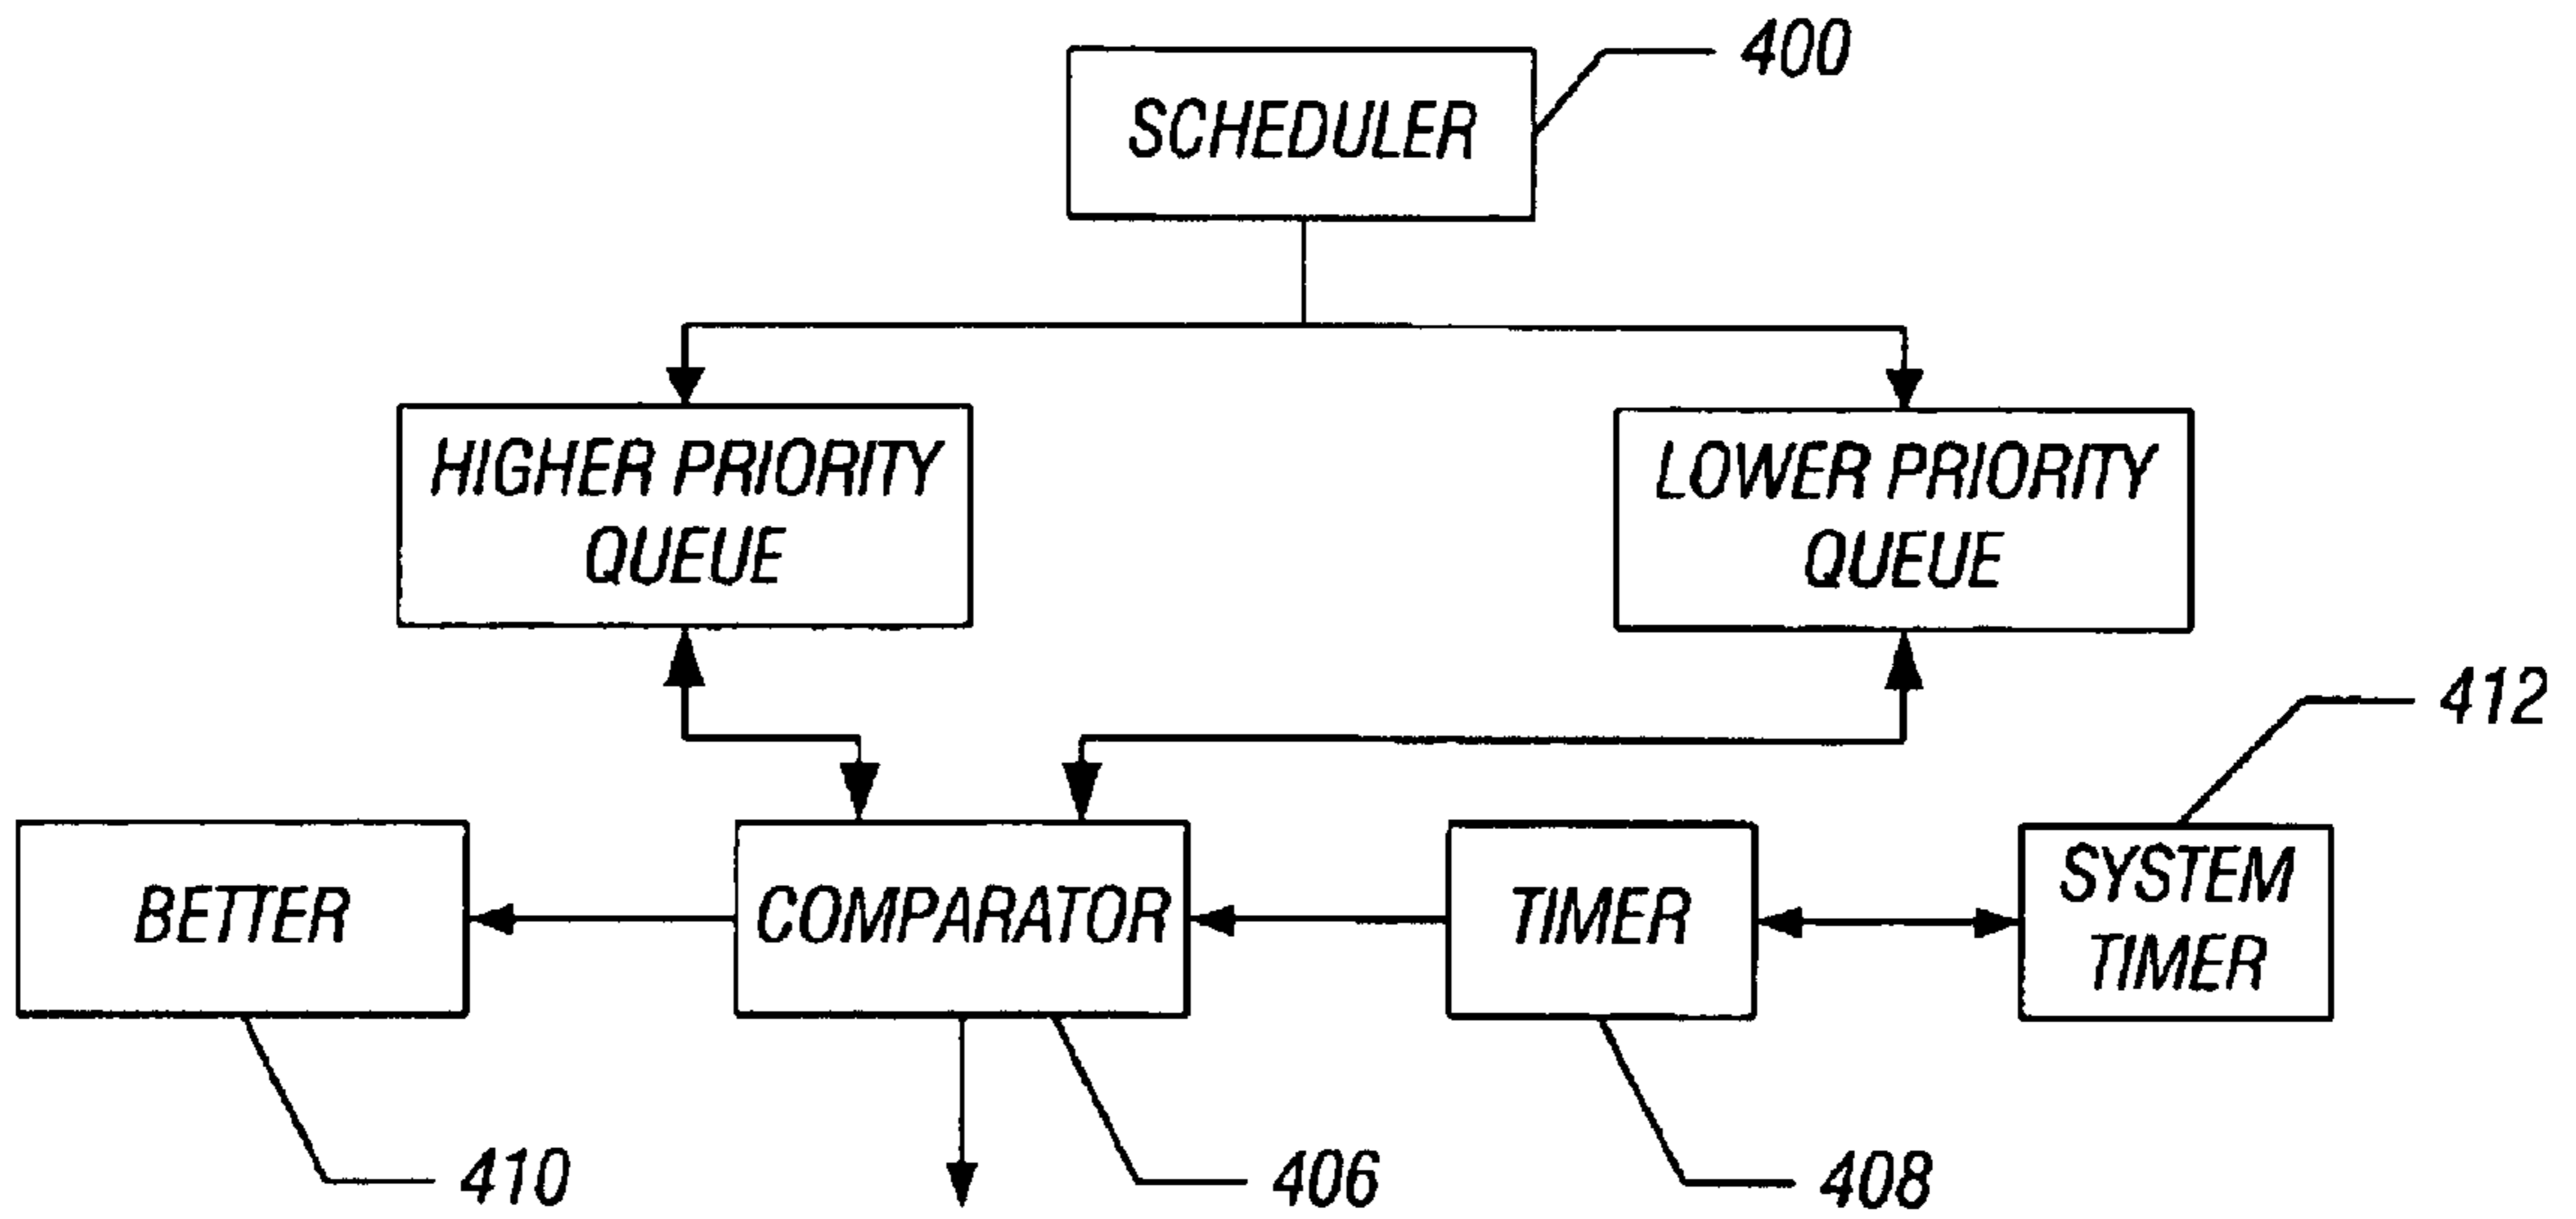 400
SCHEDULER
HIGHER PRIORITY
QUEUE
LOWER PRIORITY
QUEUE
412
BETTER
COMPARATOR
TIMER
SYSTEM
TIMER
410
406
408